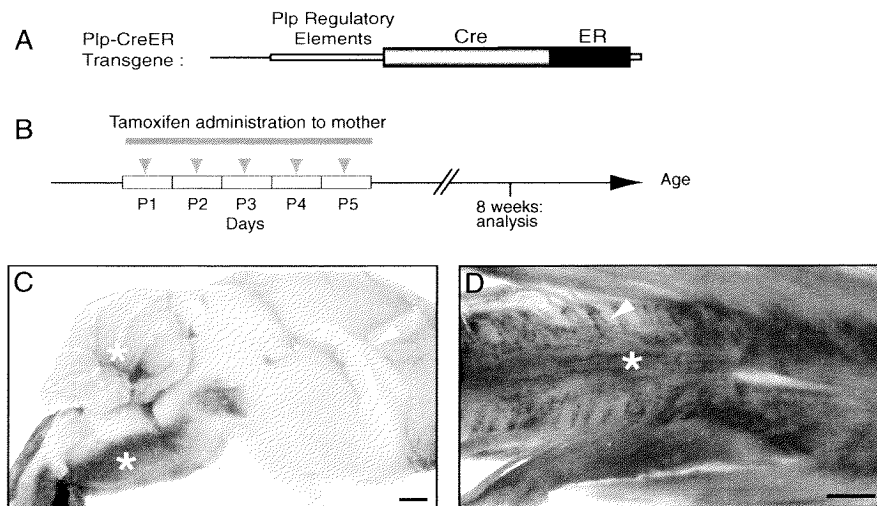 A
Plp-CreER
Transgene :
Plp Regulatory
Elements
Cre
ER
B
Tamoxifen administration to mother
P1 P2 P3 P4 P5
Days
8 weeks:
analysis
Age
C
*
*
D
*